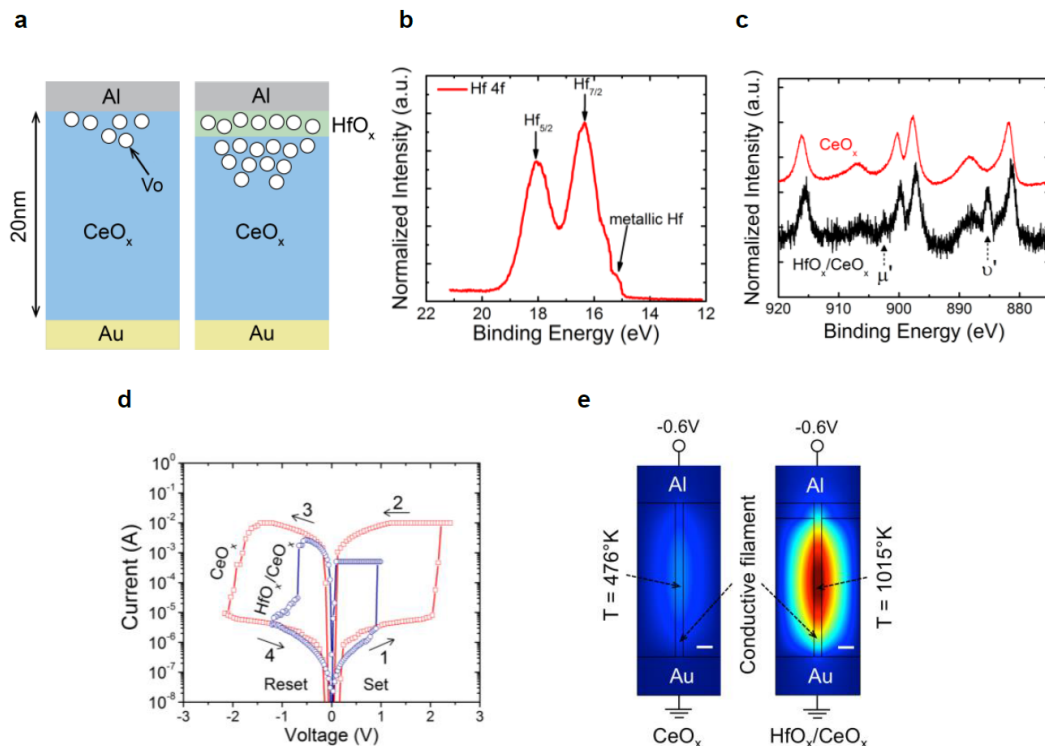 a
Al
Al
HfOₓ
Vo
20nm
CeOₓ
CeOₓ
Au
Au
b
Normalized Intensity (a.u.)
Hf 4f
Hf₇/₂
Hf₅/₂
metallic Hf
22 20 18 16 14 12
Binding Energy (eV)
c
Normalized Intensity (a.u.)
CeOₓ
HfOₓ/CeOₓ
μ'
υ'
920 910 900 890 880
Binding Energy (eV)
d
Current (A)
10⁰
10⁻¹
10⁻²
10⁻³
10⁻⁴
10⁻⁵
10⁻⁶
10⁻⁷
10⁻⁸
3
2
CeOₓ
HfOₓ/CeOₓ
4
1
Reset
Set
-3 -2 -1 0 1 2 3
Voltage (V)
e
-0.6V
-0.6V
Al
Al
T = 476°K
Conductive filament
T = 1015°K
Au
Au
CeOₓ
HfOₓ/CeOₓ